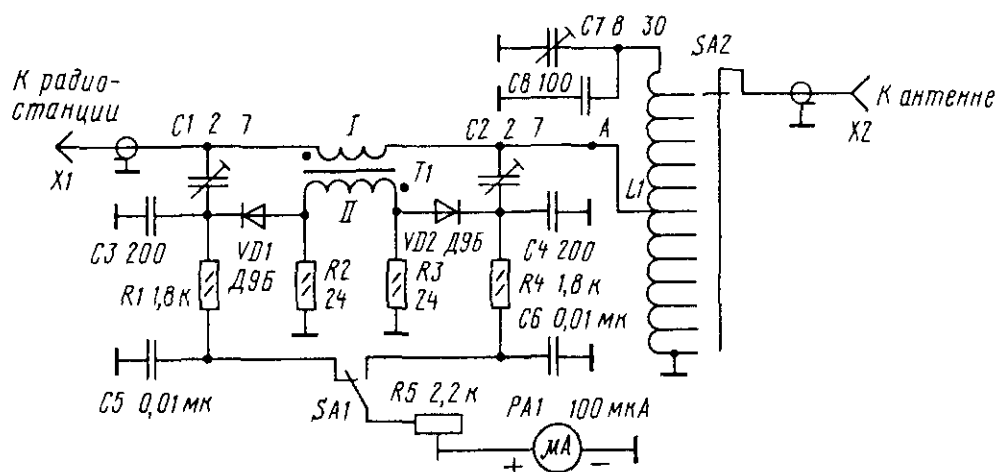 C7 8 30
SA2
К радио-
станции
C8 100
К антенне
C1 2 7
I
C2 2 7
A
X1
X2
T1
L1
II
C3 200
VD1
Д9Б
VD2 Д9Б
C4 200
R1 1,8 к
R2
24
R3
24
R4 1,8 к
C6 0,01 мк
C5 0,01 мк
SA1
R5 2,2 к
PA1 100 мкА
μA
+ −